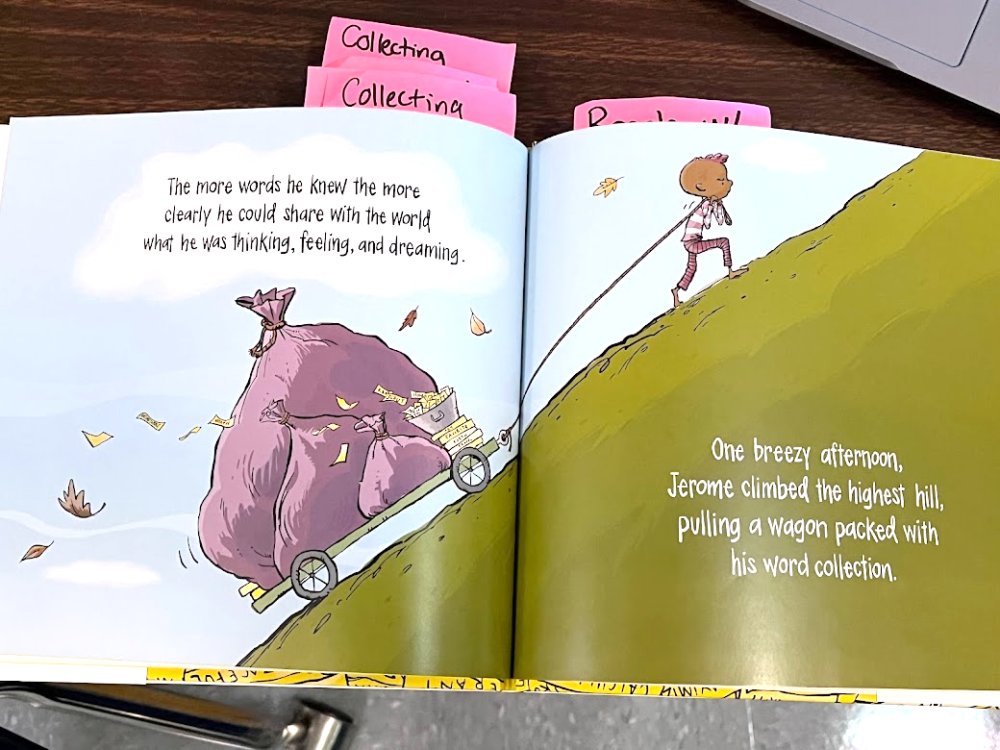 Collecting
Collecting
The more words he knew the more
clearly he could share with the world
what he was thinking, feeling, and dreaming.
One breezy afternoon,
Jerome climbed the highest hill,
pulling a wagon packed with
his word collection.